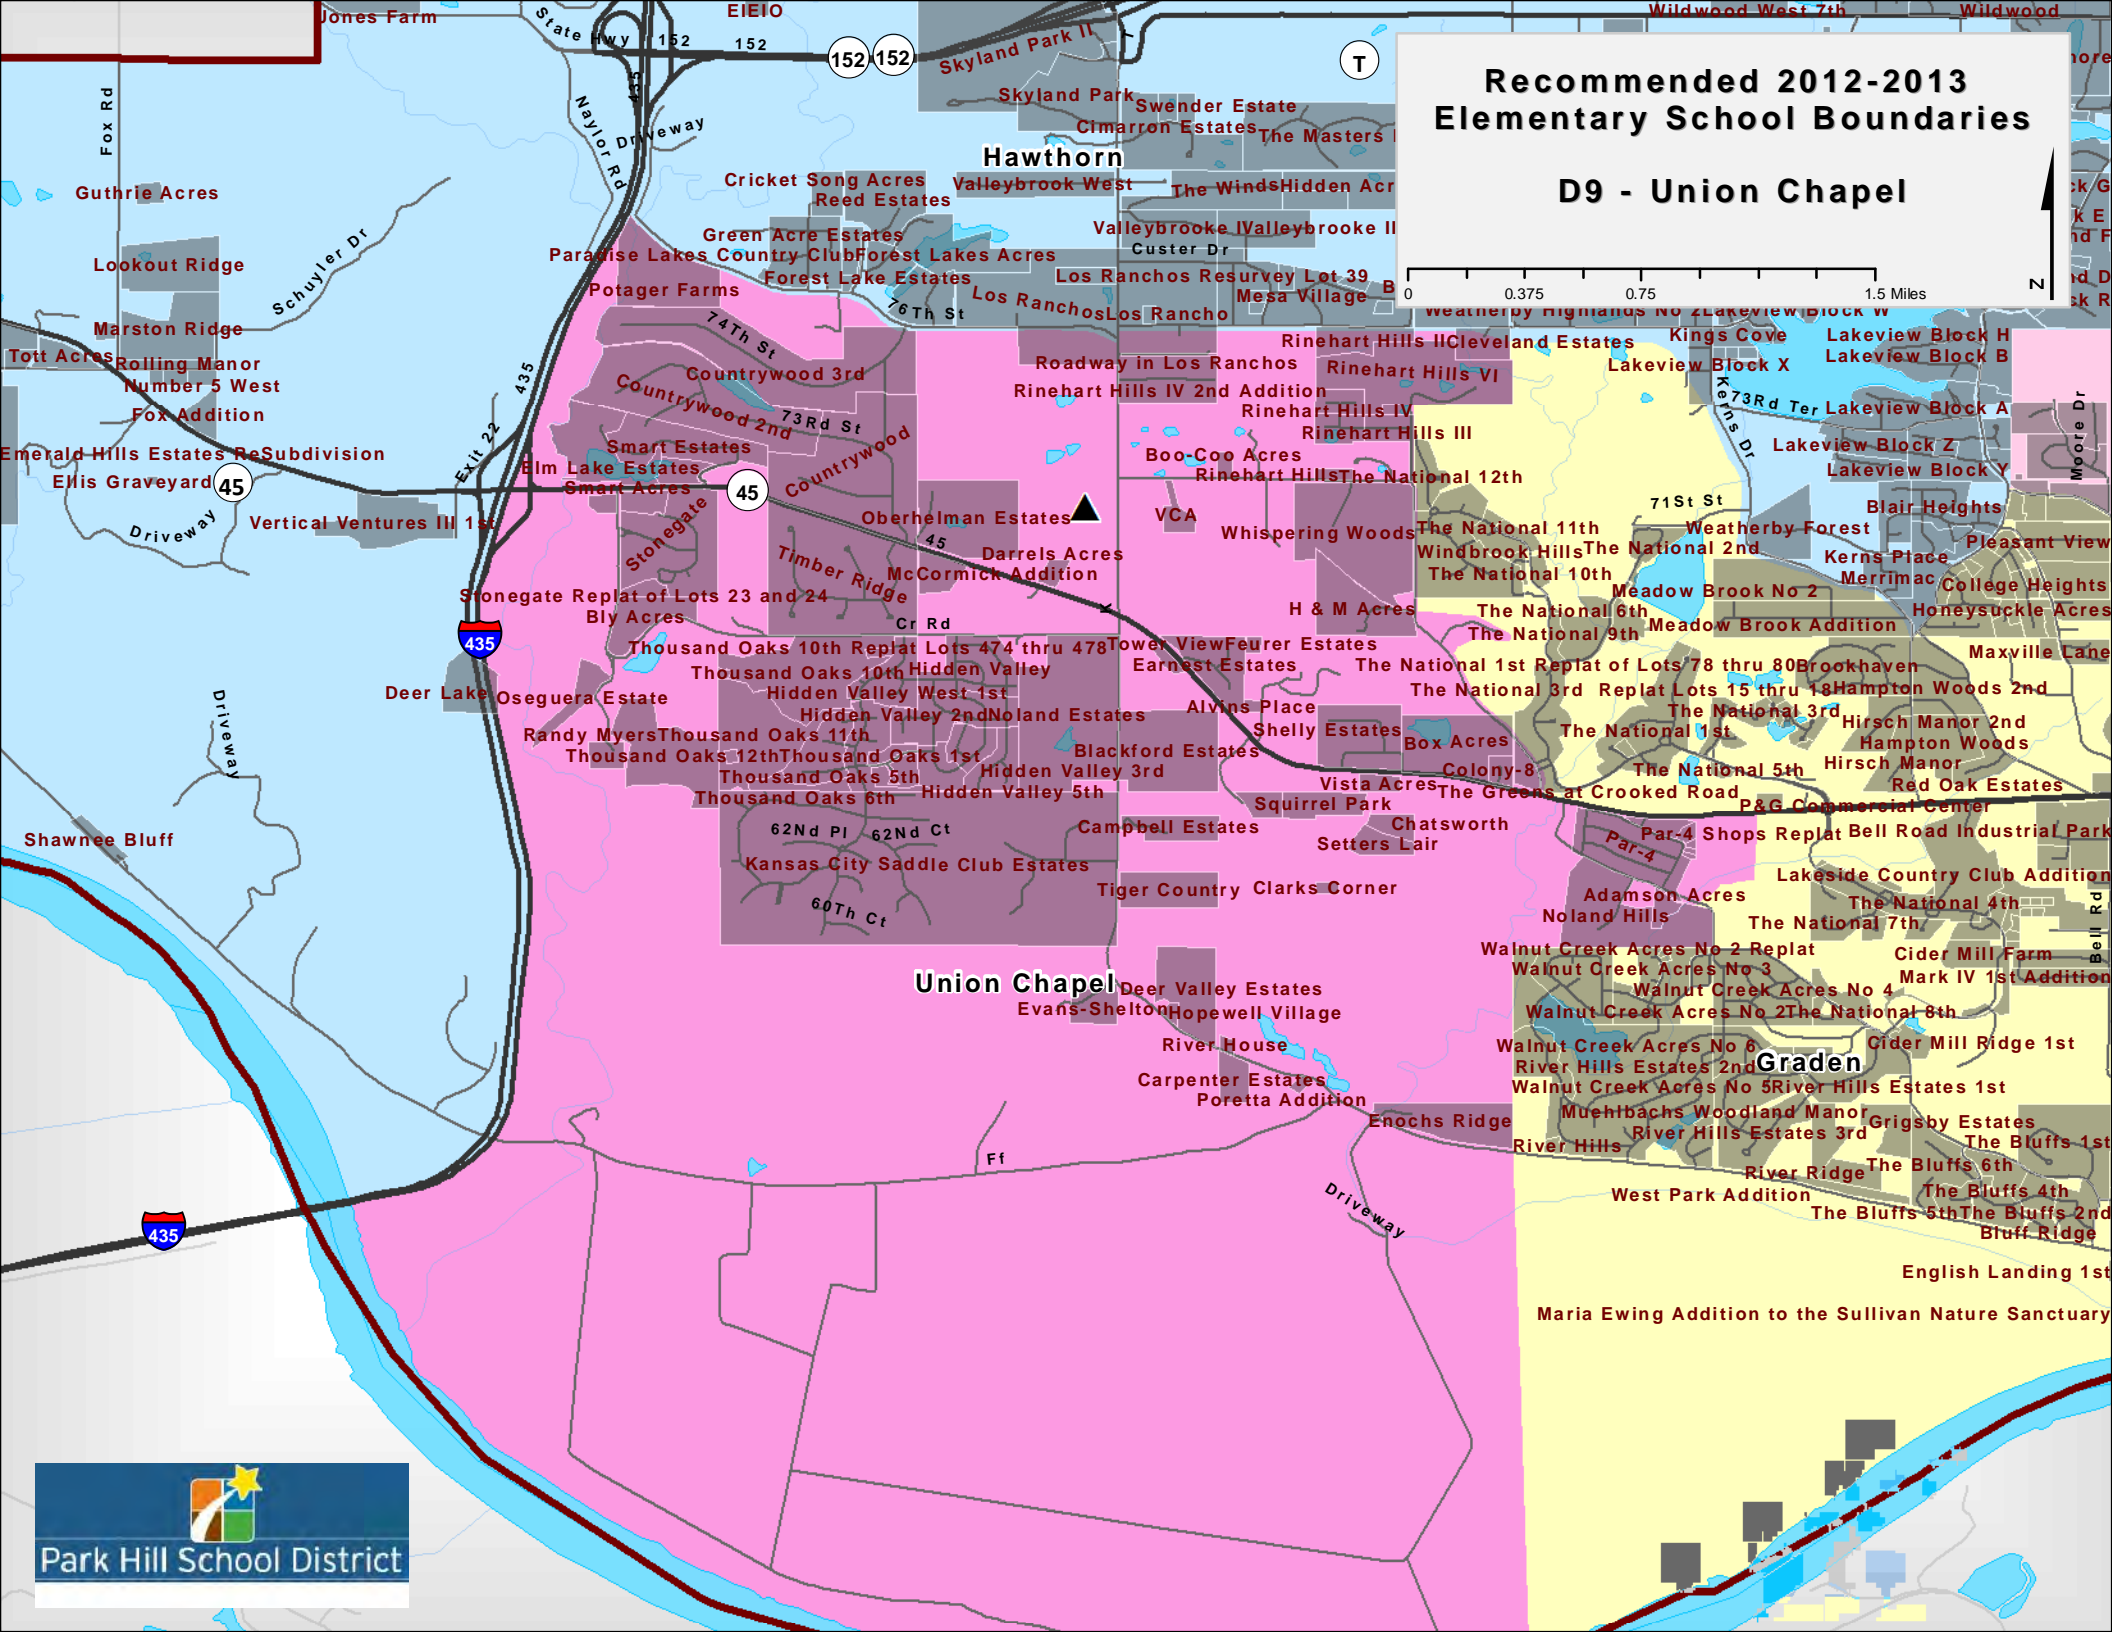 Jones Farm
EIEIO
Wildwood West 7th
Wildwood
State Hwy
152
152
152
152
Skyland Park II
T
T
Recommended 2012-2013
Elementary School Boundaries
D9 - Union Chapel
0
0.375
0.75
1.5 Miles
Z
Fox Rd
Naylor Rd
435
Driveway
Skyland Park
Swender Estate
Cimarron Estates
The Masters
Hawthorn
Guthrie Acres
Cricket Song Acres
Valleybrook West
The Winds
Hidden Acr
Reed Estates
Green Acre Estates
Valleybrooke IV
Valleybrooke II
Custer Dr
Paradise Lakes Country Club
Forest Lakes Acres
Lookout Ridge
Schuyler Dr
Forest Lake Estates
Los Ranchos Resurvey Lot 39
Potager Farms
Los Ranchos
Mesa Village
B
Los Rancho
76Th St
Weatherby Highlands No 2
Lakeview Block W
Marston Ridge
74Th St
Rinehart Hills II
Cleveland Estates
Kings Cove
Lakeview Block H
Tott Acres
Rolling Manor
Roadway in Los Ranchos
Lakeview Block X
Lakeview Block B
Number 5 West
Countrywood 3rd
Rinehart Hills VI
435
Countrywood 2nd
Rinehart Hills IV 2nd Addition
Kerns Dr
73Rd Ter
Lakeview Block A
Moore Dr
Fox Addition
73Rd St
Rinehart Hills IV
Rinehart Hills III
Lakeview Block Z
Emerald Hills Estates ReSubdivision
Exit 22
Smart Estates
Countrywood
Boo-Coo Acres
Lakeview Block Y
Ellis Graveyard
45
Elm Lake Estates
Smart Acres
45
Rinehart Hills
The National 12th
71St St
Blair Heights
Driveway
Vertical Ventures III 1st
Stonegate
Oberhelman Estates
VCA
Whispering Woods
The National 11th
Weatherby Forest
45
Pleasant View
Timber Ridge
Darrels Acres
Windbrook Hills
The National 2nd
Kerns Place
McCormick Addition
The National 10th
Merrimac
College Heights
Stonegate Replat of Lots 23 and 24
Meadow Brook No 2
Bly Acres
K
H & M Acres
The National 6th
Honeysuckle Acres
Cr Rd
The National 9th
Meadow Brook Addition
435
Thousand Oaks 10th Replat Lots 474 thru 478
Tower View
Feurer Estates
Maxville Lane
Thousand Oaks 10th
Hidden Valley
Earnest Estates
The National 1st Replat of Lots 78 thru 80
Brookhaven
Deer Lake
Oseguera Estate
Hidden Valley West 1st
The National 3rd
Replat Lots 15 thru 18
Hampton Woods 2nd
Driveway
Hidden Valley 2nd
Noland Estates
Alvins Place
The National 3rd
Hirsch Manor 2nd
Randy Myers
Thousand Oaks 11th
Shelly Estates
Box Acres
The National 1st
Hampton Woods
Thousand Oaks 12th
Thousand Oaks 1st
Blackford Estates
Hirsch Manor
Thousand Oaks 5th
Hidden Valley 3rd
Colony-8
The National 5th
Vista Acres
The Greens at Crooked Road
Red Oak Estates
Thousand Oaks 6th
Hidden Valley 5th
Squirrel Park
P&G Commercial Center
Shawnee Bluff
62Nd Pl
62Nd Ct
Campbell Estates
Chatsworth
Par-4 Shops Replat
Bell Road Industrial Park
Setters Lair
Par-4
Kansas City Saddle Club Estates
Lakeside Country Club Addition
Tiger Country
Clarks Corner
Adamson Acres
The National 4th
Bell Rd
60Th Ct
Noland Hills
The National 7th
Walnut Creek Acres No 2 Replat
Cider Mill Farm
Walnut Creek Acres No 3
Mark IV 1st Addition
Union Chapel
Deer Valley Estates
Walnut Creek Acres No 4
Evans-Shelton
Hopewell Village
Walnut Creek Acres No 2
The National 8th
River House
Walnut Creek Acres No 6
Cider Mill Ridge 1st
Graden
River Hills Estates 2nd
Carpenter Estates
Walnut Creek Acres No 5
River Hills Estates 1st
Poretta Addition
Muehlbachs Woodland Manor
Enochs Ridge
Grigsby Estates
River Hills Estates 3rd
River Hills
The Bluffs 1st
Ff
River Ridge
The Bluffs 6th
Driveway
West Park Addition
The Bluffs 4th
The Bluffs 5th
The Bluffs 2nd
435
Bluff Ridge
English Landing 1st
Maria Ewing Addition to the Sullivan Nature Sanctuary
Park Hill School District